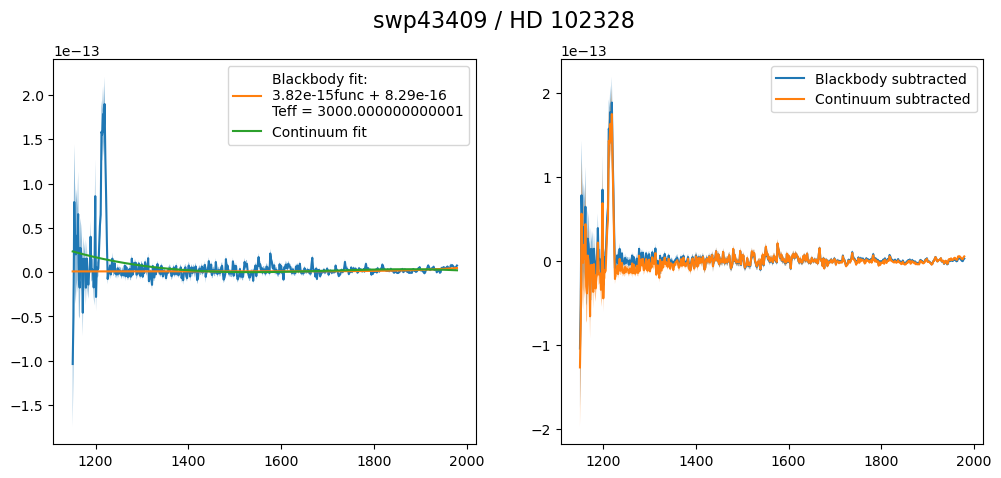 swp43409 / HD 102328
1e−13
Blackbody fit:
3.82e-15func + 8.29e-16
Teff = 3000.000000000001
Continuum fit
2.0
1.5
1.0
0.5
0.0
−0.5
−1.0
−1.5
1200 1400 1600 1800 2000
1e−13
Blackbody subtracted
Continuum subtracted
2
1
0
−1
−2
1200 1400 1600 1800 2000